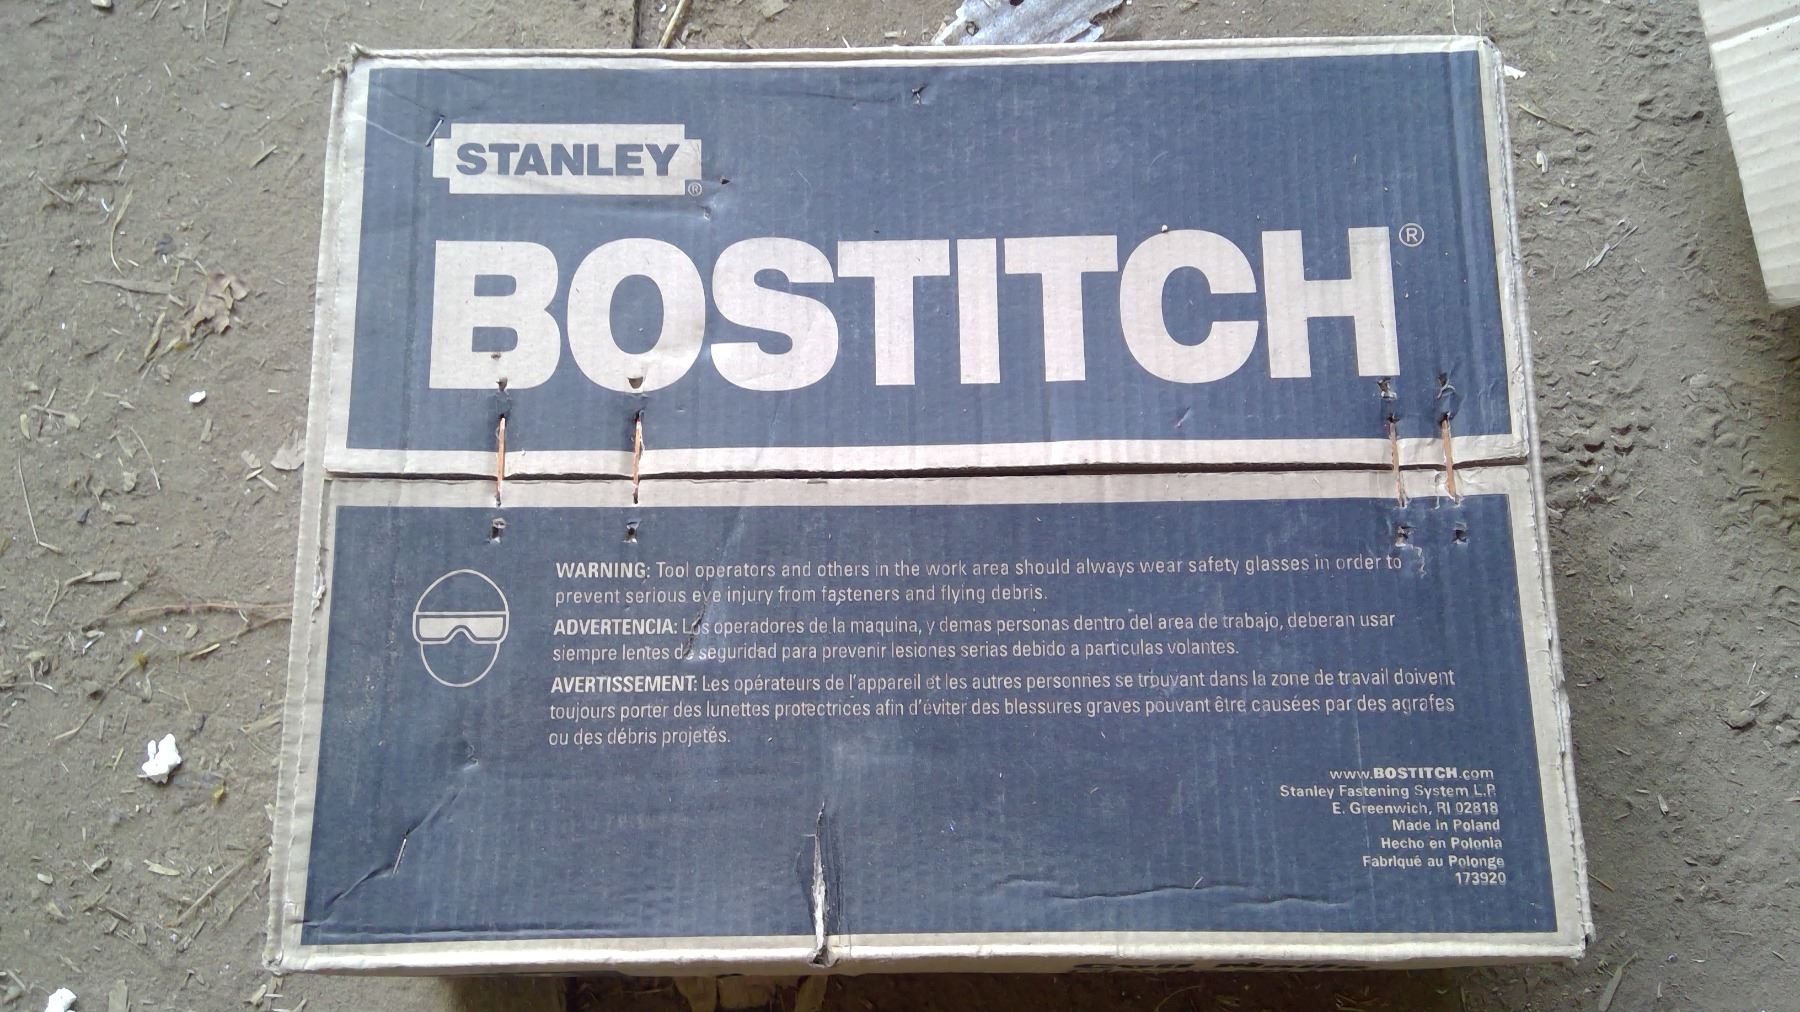 STANLEY®
BOSTITCH®
WARNING: Tool operators and others in the work area should always wear safety glasses in order to
prevent serious eye injury from fasteners and flying debris.
ADVERTENCIA: Los operadores de la maquina, y demas personas dentro del area de trabajo, deberan usar
siempre lentes de seguridad para prevenir lesiones serias debido a particulas volantes.
AVERTISSEMENT: Les opérateurs de l'appareil et les autres personnes se trouvant dans la zone de travail doivent
toujours porter des lunettes protectrices afin d'éviter des blessures graves pouvant être causées par des agrafes
ou des débris projetés.
www.BOSTITCH.com
Stanley Fastening System L.P.
E. Greenwich, RI 02818
Made in Poland
Hecho en Polonia
Fabriqué au Polonge
173920